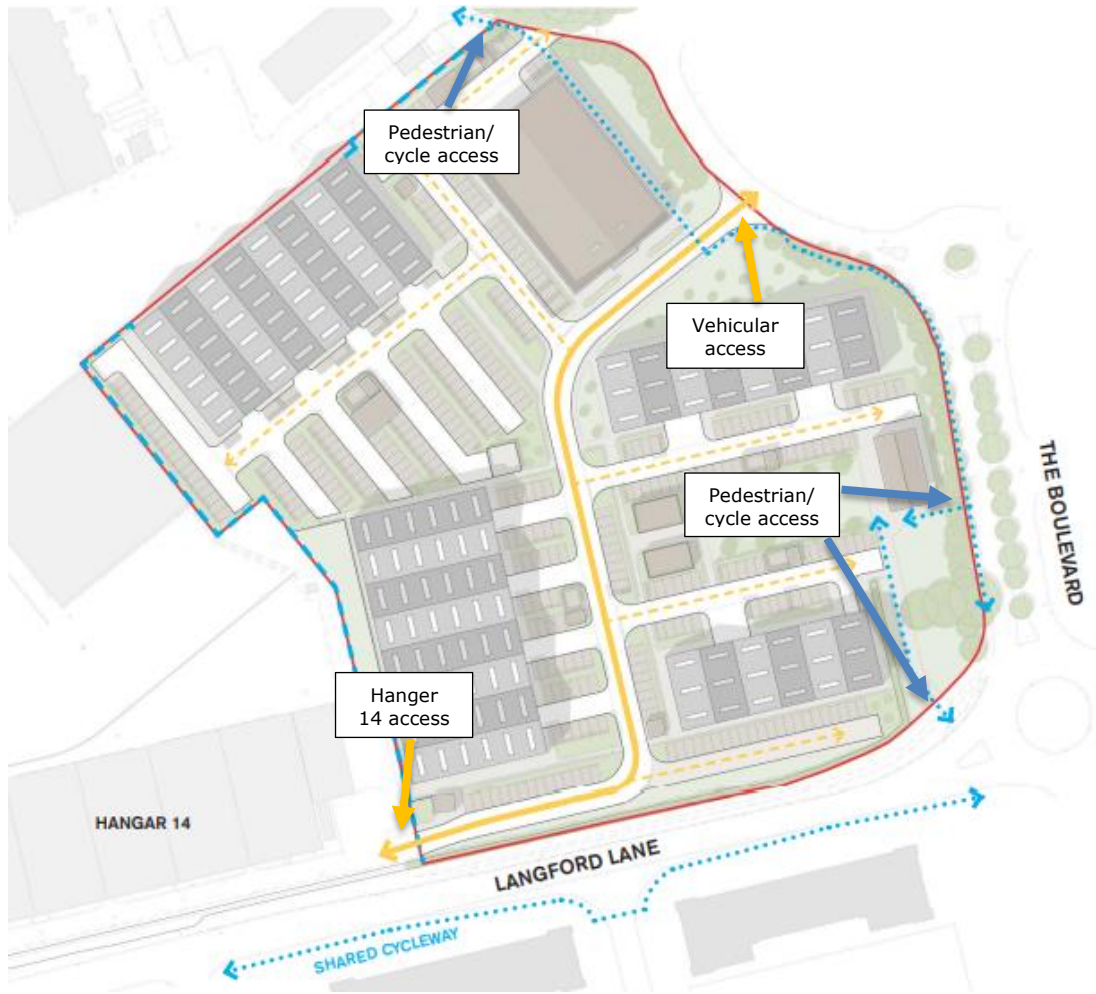 Pedestrian/
cycle access
Vehicular
access
Pedestrian/
cycle access
THE BOULEVARD
Hanger
14 access
HANGAR 14
LANGFORD LANE
SHARED CYCLEWAY